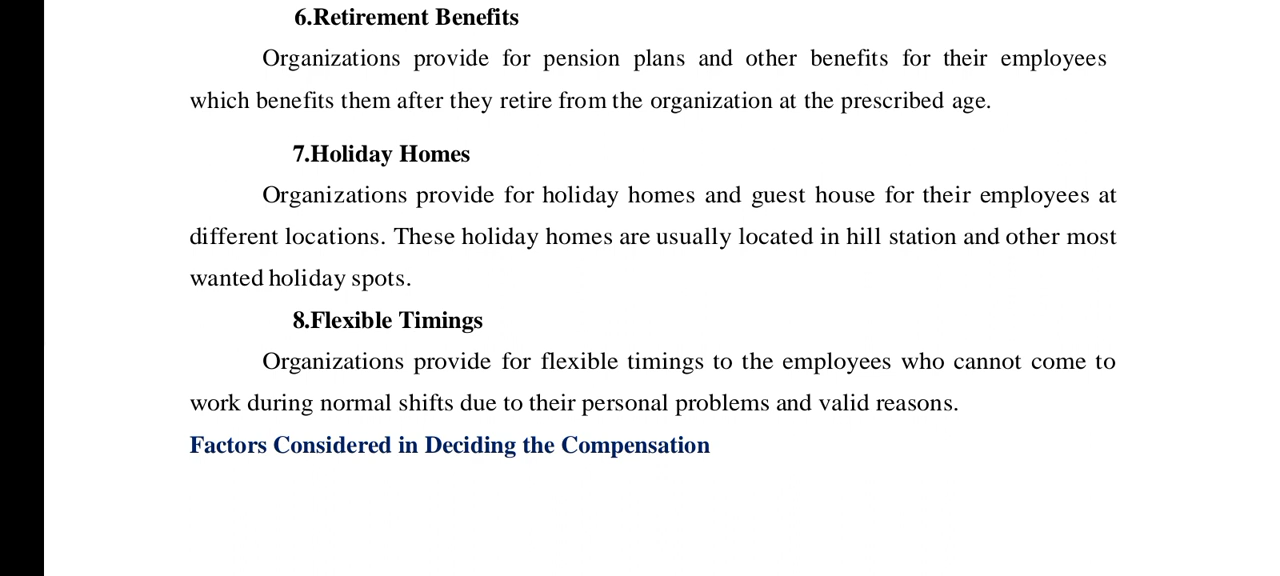 6.Retirement Benefits
Organizations provide for pension plans and other benefits for their employees
which benefits them after they retire from the organization at the prescribed age.
7.Holiday Homes
Organizations provide for holiday homes and guest house for their employees at
different locations. These holiday homes are usually located in hill station and other most
wanted holiday spots.
8.Flexible Timings
Organizations provide for flexible timings to the employees who cannot come to
work during normal shifts due to their personal problems and valid reasons.
Factors Considered in Deciding the Compensation